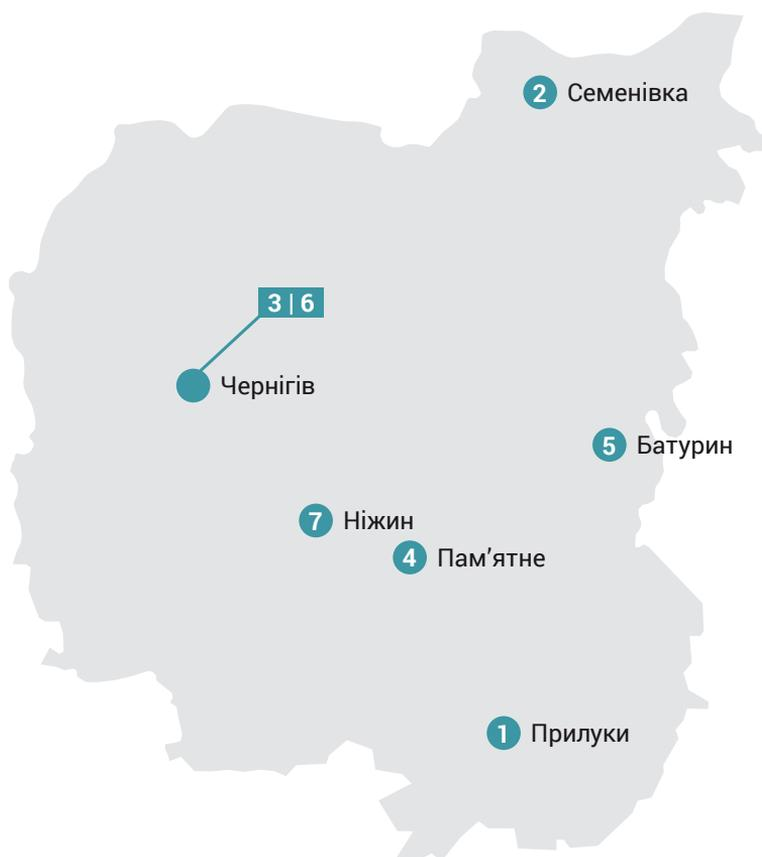 2 Семенівка
3 | 6
Чернігів
5 Батурин
7 Ніжин
4 Пам’ятне
1 Прилуки